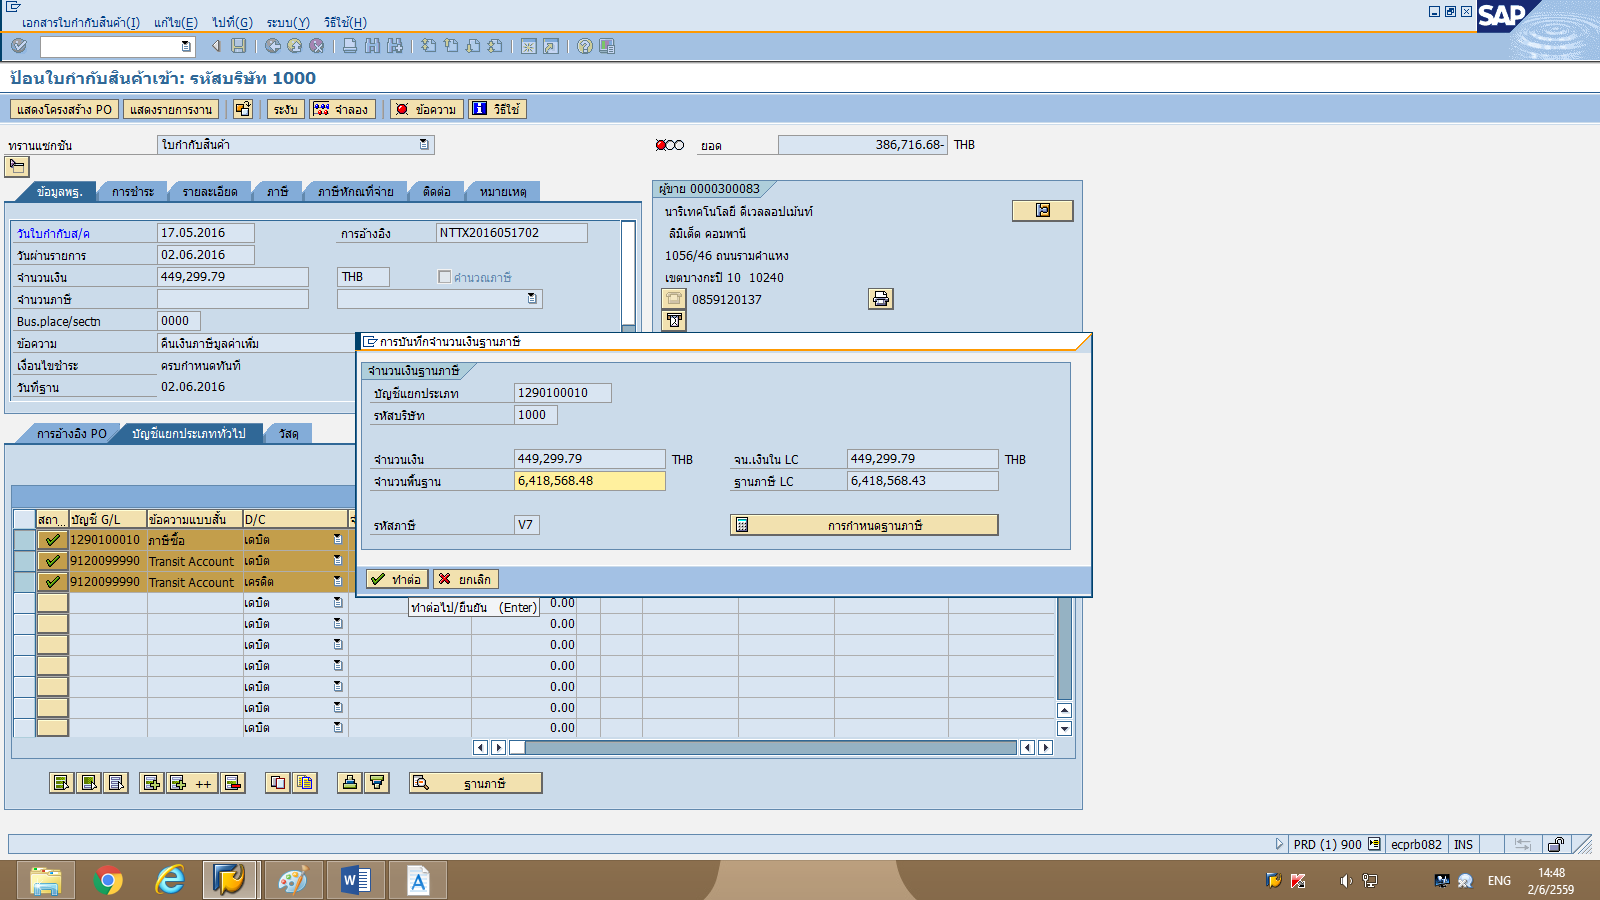 เอกสารใบกำกับสินค้า(I) แก้ไข(E) ไปที่(G) ระบบ(Y) วิธีใช้(H)
SAP
ป้อนใบกำกับสินค้าเข้า: รหัสบริษัท 1000
แสดงโครงสร้าง PO แสดงรายการงาน ระงับ จำลอง ข้อความ วิธีใช้
ทรานแซกชัน ใบกำกับสินค้า ยอด 386,716.68- THB
ข้อมูลพฐ. การชำระ รายละเอียด ภาษี ภาษีหักณที่จ่าย ติดต่อ หมายเหตุ
ผู้ขาย 0000300083
นาริเทคโนโลยี ดีเวลลอปเม้นท์
ลิมิเต็ด คอมพานี
1056/46 ถนนรามคำแหง
เขตบางกะปิ 10 10240
0859120137
วันใบกำกับส/ค 17.05.2016 การอ้างอิง NTTX2016051702
วันผ่านรายการ 02.06.2016
จำนวนเงิน 449,299.79 THB คำนวณภาษี
จำนวนภาษี
Bus.place/sectn 0000
ข้อความ คืนเงินภาษีมูลค่าเพิ่ม
เงื่อนไขชำระ ครบกำหนดทันที
วันที่ฐาน 02.06.2016
การบันทึกจำนวนเงินฐานภาษี
จำนวนเงินฐานภาษี
บัญชีแยกประเภท 1290100010
รหัสบริษัท 1000
จำนวนเงิน 449,299.79 THB จน.เงินใน LC 449,299.79 THB
จำนวนพื้นฐาน 6,418,568.48 ฐานภาษี LC 6,418,568.43
รหัสภาษี V7 การกำหนดฐานภาษี
ทำต่อ ยกเลิก
ทำต่อไป/ยืนยัน (Enter)
การอ้างอิง PO บัญชีแยกประเภททั่วไป วัสดุ
สถา... บัญชี G/L ข้อความแบบสั้น D/C
1290100010 ภาษีซื้อ เดบิต
9120099990 Transit Account เดบิต
9120099990 Transit Account เครดิต
เดบิต 0.00
เดบิต 0.00
เดบิต 0.00
เดบิต 0.00
เดบิต 0.00
เดบิต 0.00
เดบิต 0.00
++ ฐานภาษี
PRD (1) 900 ecprb082 INS
ENG
14:48
2/6/2559